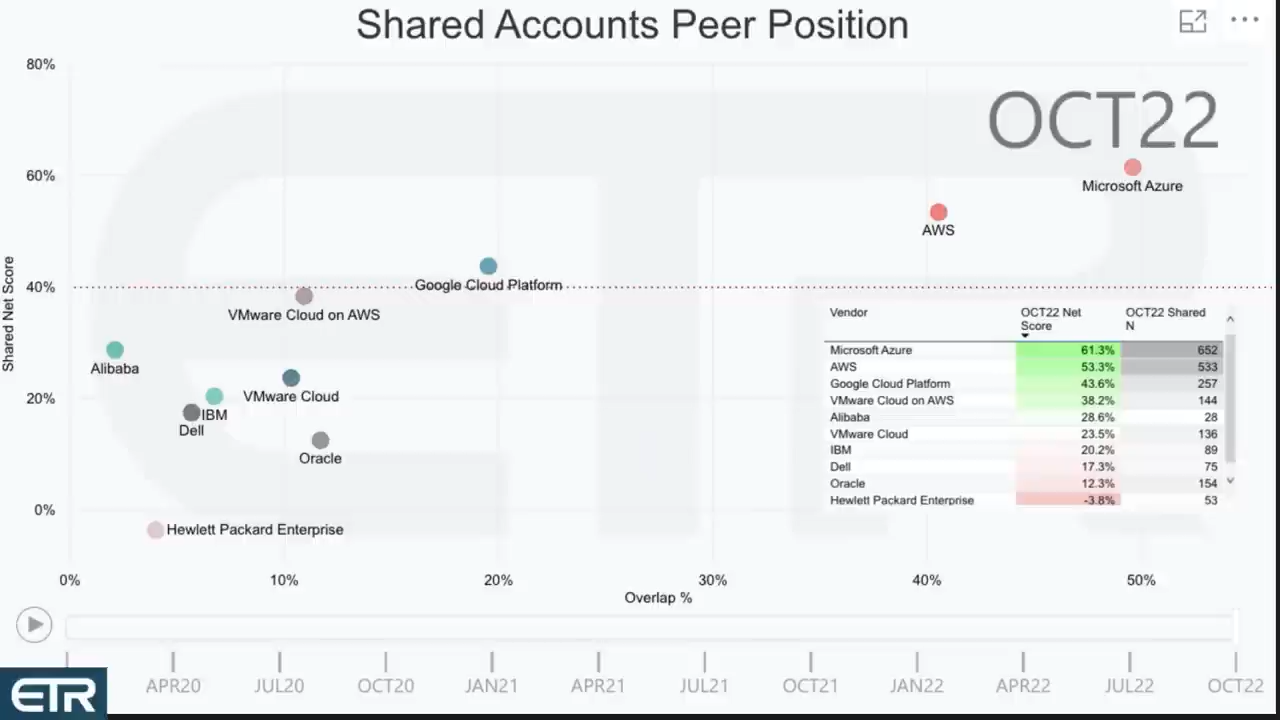 Shared Accounts Peer Position
OCT22
80%
60%
40%
20%
0%
Shared Net Score
Microsoft Azure
AWS
Google Cloud Platform
VMware Cloud on AWS
Alibaba
VMware Cloud
IBM
Dell
Oracle
Hewlett Packard Enterprise
Vendor OCT22 Net Score OCT22 Shared N
Microsoft Azure 61.3% 652
AWS 53.3% 533
Google Cloud Platform 43.6% 257
VMware Cloud on AWS 38.2% 144
Alibaba 28.6% 28
VMware Cloud 23.5% 136
IBM 20.2% 89
Dell 17.3% 75
Oracle 12.3% 154
Hewlett Packard Enterprise -3.8% 53
0% 10% 20% 30% 40% 50%
Overlap %
APR20 JUL20 OCT20 JAN21 APR21 JUL21 OCT21 JAN22 APR22 JUL22 OCT22
ETR